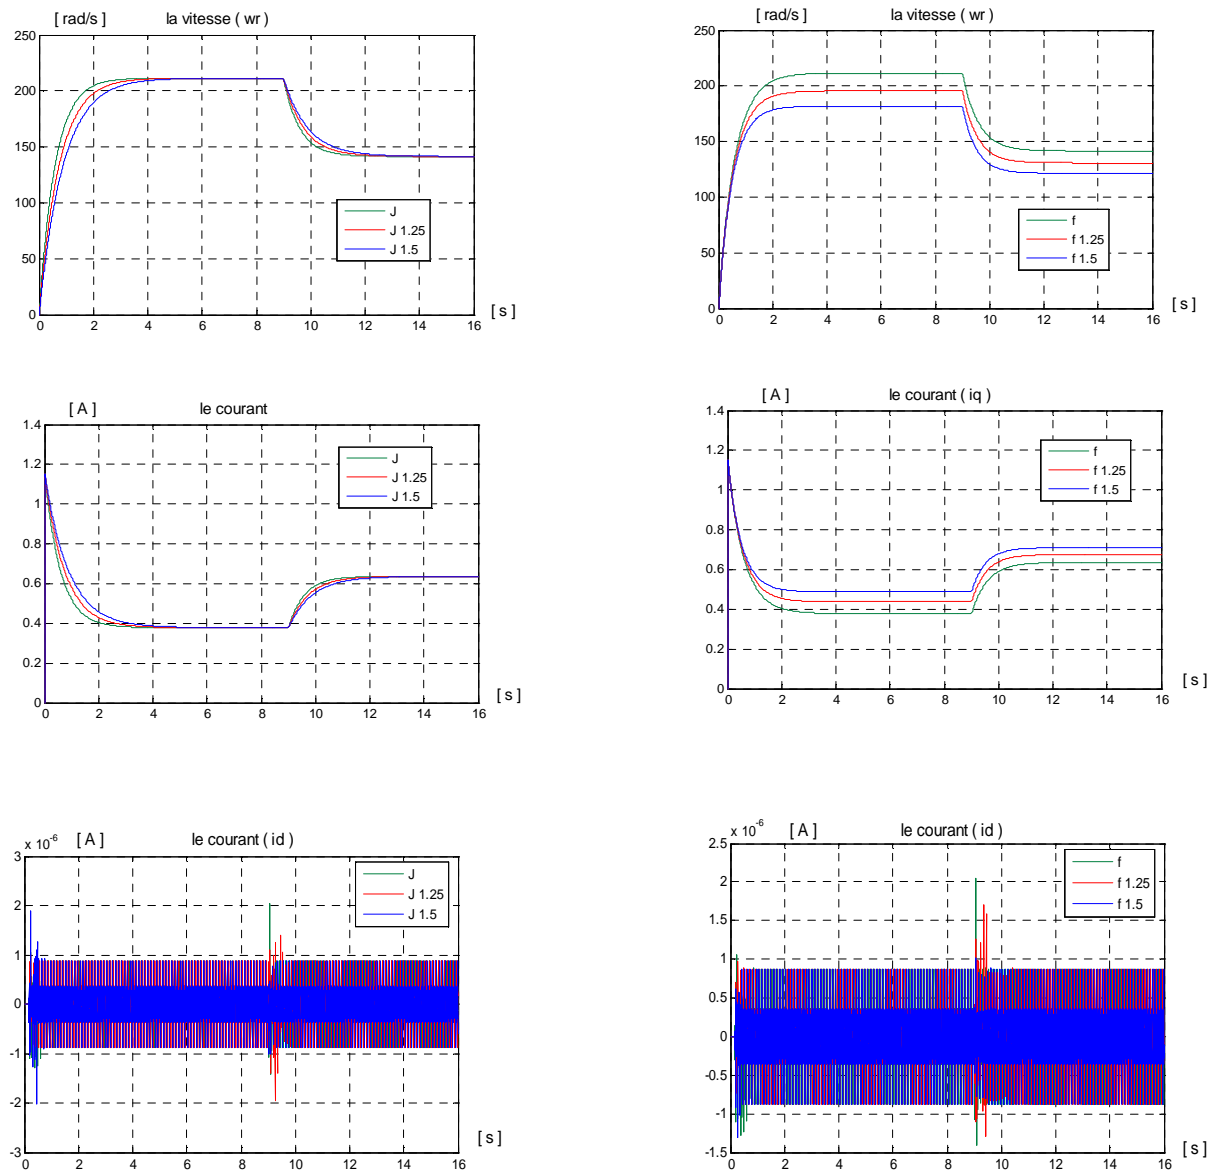 [ rad/s ] la vitesse ( wr )
250
200
150
100
50
0
J
J 1.25
J 1.5
0 2 4 6 8 10 12 14 16
[ s ]
[ rad/s ] la vitesse ( wr )
250
200
150
100
50
0
f
f 1.25
f 1.5
0 2 4 6 8 10 12 14 16
[ s ]
[ A ] le courant
1.4
1.2
1
0.8
0.6
0.4
0.2
0
J
J 1.25
J 1.5
0 2 4 6 8 10 12 14 16
[ s ]
[ A ] le courant ( iq )
1.4
1.2
1
0.8
0.6
0.4
0.2
0
f
f 1.25
f 1.5
0 2 4 6 8 10 12 14 16
[ s ]
x 10-6 [ A ] le courant ( id )
3
2
1
0
-1
-2
-3
J
J 1.25
J 1.5
0 2 4 6 8 10 12 14 16
[ s ]
x 10-6 [ A ] le courant ( id )
2.5
2
1.5
1
0.5
0
-0.5
-1
-1.5
f
f 1.25
f 1.5
0 2 4 6 8 10 12 14 16
[ s ]